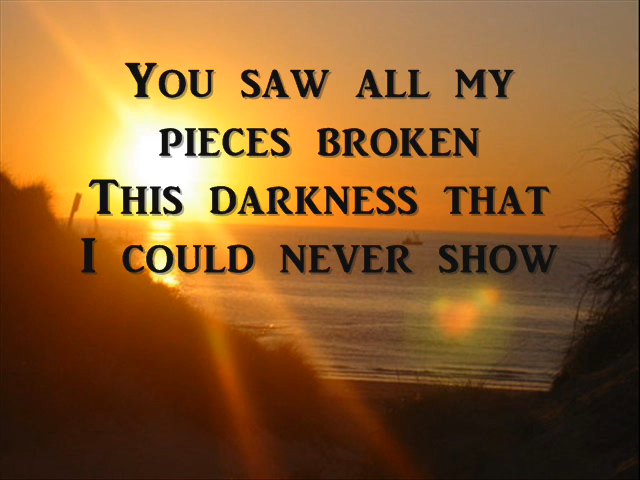 You saw all my
pieces broken
This darkness that
I could never show